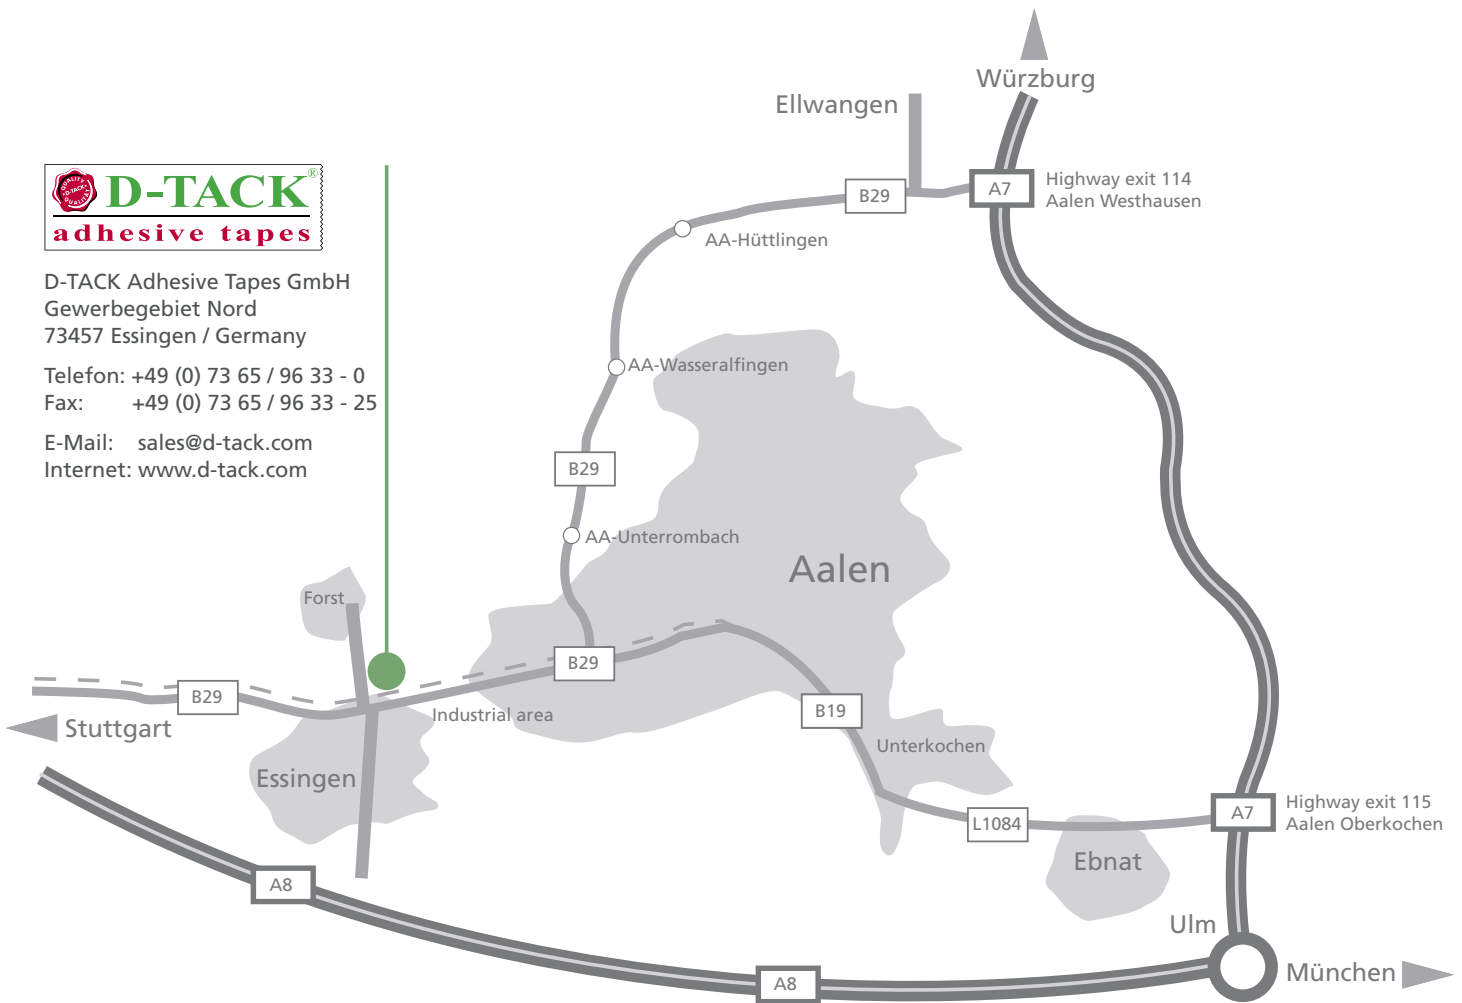 Würzburg
Ellwangen
B29
A7
Highway exit 114
Aalen Westhausen
QUALITY
D-TACK
QUALITÄT
D-TACK®
adhesive tapes
AA-Hüttlingen
D-TACK Adhesive Tapes GmbH
Gewerbegebiet Nord
73457 Essingen / Germany
Telefon: +49 (0) 73 65 / 96 33 - 0
Fax: +49 (0) 73 65 / 96 33 - 25
E-Mail: sales@d-tack.com
Internet: www.d-tack.com
AA-Wasseralfingen
B29
AA-Unterrombach
Aalen
Forst
B29
B29
Stuttgart
Industrial area
B19
Unterkochen
Essingen
L1084
A7
Highway exit 115
Aalen Oberkochen
Ebnat
A8
Ulm
München
A8